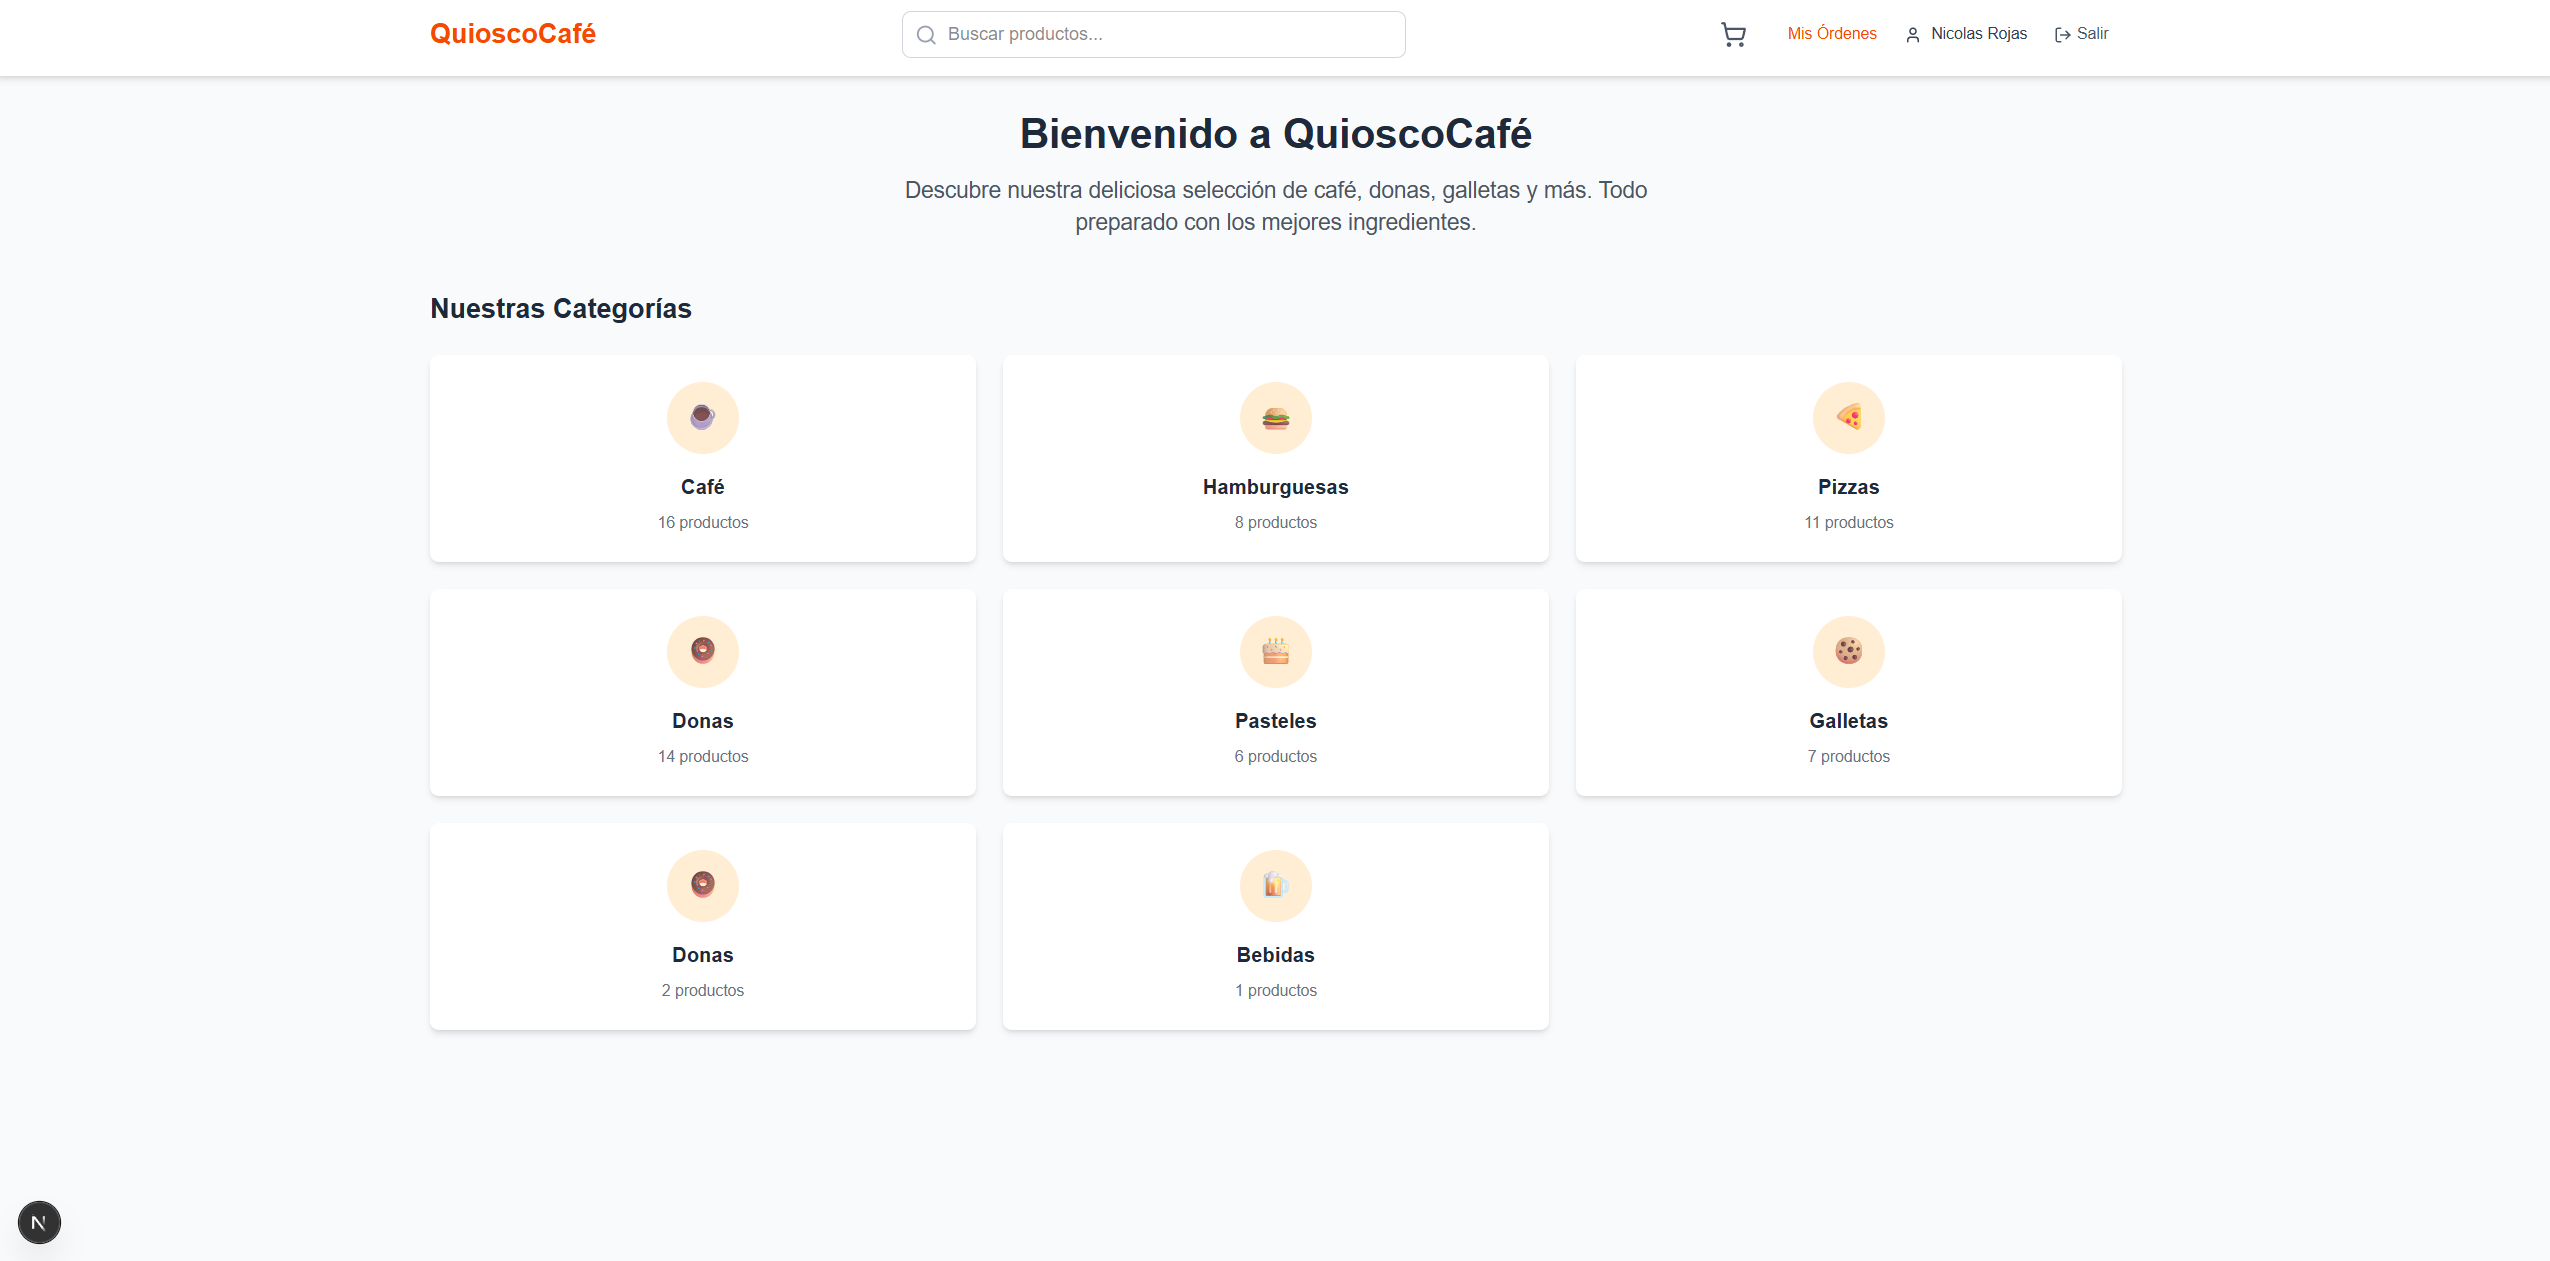 QuioscoCafé
Buscar productos...
Mis Órdenes
Nicolas Rojas
Salir
Bienvenido a QuioscoCafé
Descubre nuestra deliciosa selección de café, donas, galletas y más. Todo
preparado con los mejores ingredientes.
Nuestras Categorías
Café
16 productos
Hamburguesas
8 productos
Pizzas
11 productos
Donas
14 productos
Pasteles
6 productos
Galletas
7 productos
Donas
2 productos
Bebidas
1 productos
N